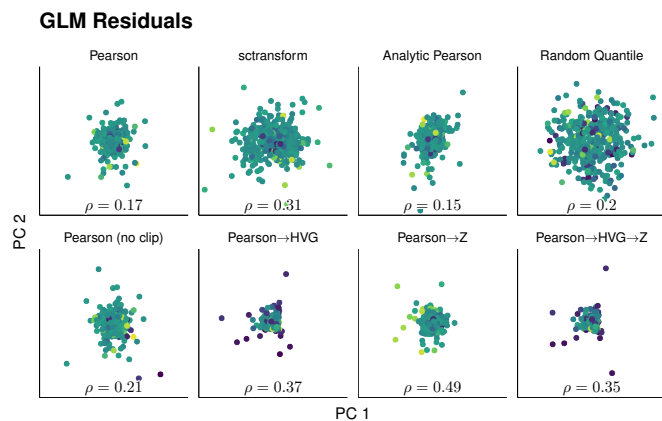 GLM Residuals
Pearson sctransform Analytic Pearson Random Quantile
ρ = 0.17 ρ = 0.31 ρ = 0.15 ρ = 0.2
PC 2
Pearson (no clip) Pearson→HVG Pearson→Z Pearson→HVG→Z
ρ = 0.21 ρ = 0.37 ρ = 0.49 ρ = 0.35
PC 1